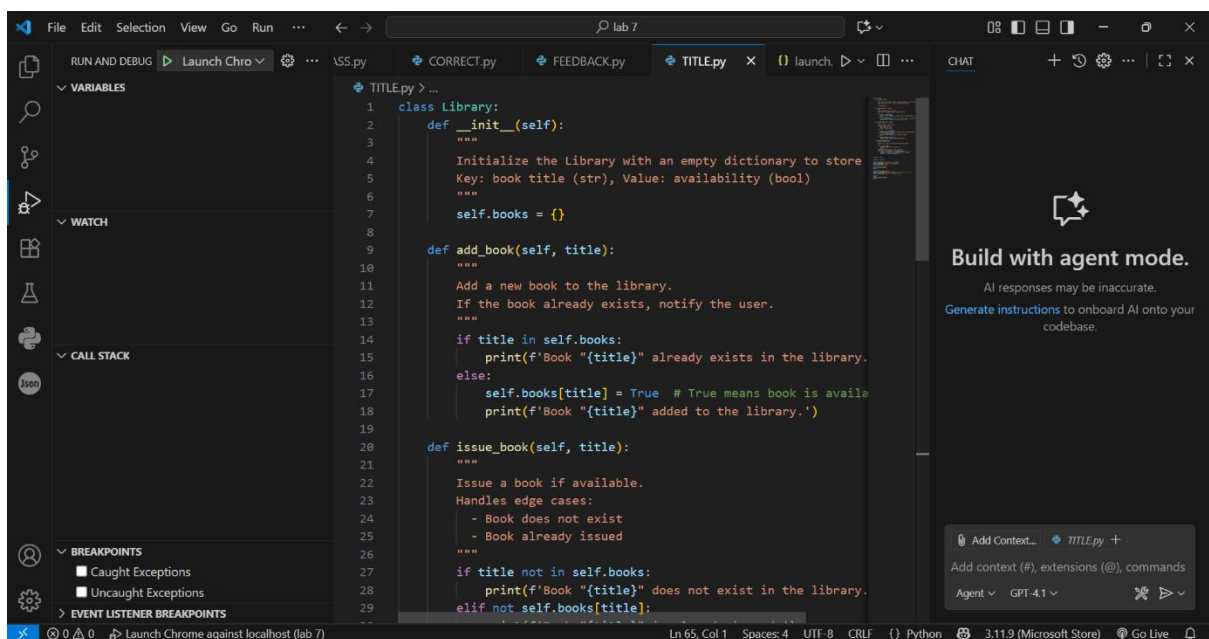 File Edit Selection View Go Run ··· lab 7
RUN AND DEBUG Launch Chro ···
VARIABLES
WATCH
CALL STACK
Json
BREAKPOINTS
Caught Exceptions
Uncaught Exceptions
EVENT LISTENER BREAKPOINTS
SS.py CORRECT.py FEEDBACK.py TITLE.py {} launch. ···
TITLE.py > ...
1 class Library:
2 def __init__(self):
3 """
4 Initialize the Library with an empty dictionary to store
5 Key: book title (str), Value: availability (bool)
6 """
7 self.books = {}
8
9 def add_book(self, title):
10 """
11 Add a new book to the library.
12 If the book already exists, notify the user.
13 """
14 if title in self.books:
15 print(f'Book "{title}" already exists in the library.
16 else:
17 self.books[title] = True # True means book is availa
18 print(f'Book "{title}" added to the library.')
19
20 def issue_book(self, title):
21 """
22 Issue a book if available.
23 Handles edge cases:
24 - Book does not exist
25 - Book already issued
26 """
27 if title not in self.books:
28 print(f'Book "{title}" does not exist in the library.
29 elif not self.books[title]:
CHAT ···
Build with agent mode.
AI responses may be inaccurate.
Generate instructions to onboard AI onto your
codebase.
Add Context... TITLE.py +
Add context (#), extensions (@), commands
Agent GPT-4.1
0 0 Launch Chrome against localhost (lab 7) Ln 65, Col 1 Spaces: 4 UTF-8 CRLF {} Python 3.11.9 (Microsoft Store) Go Live